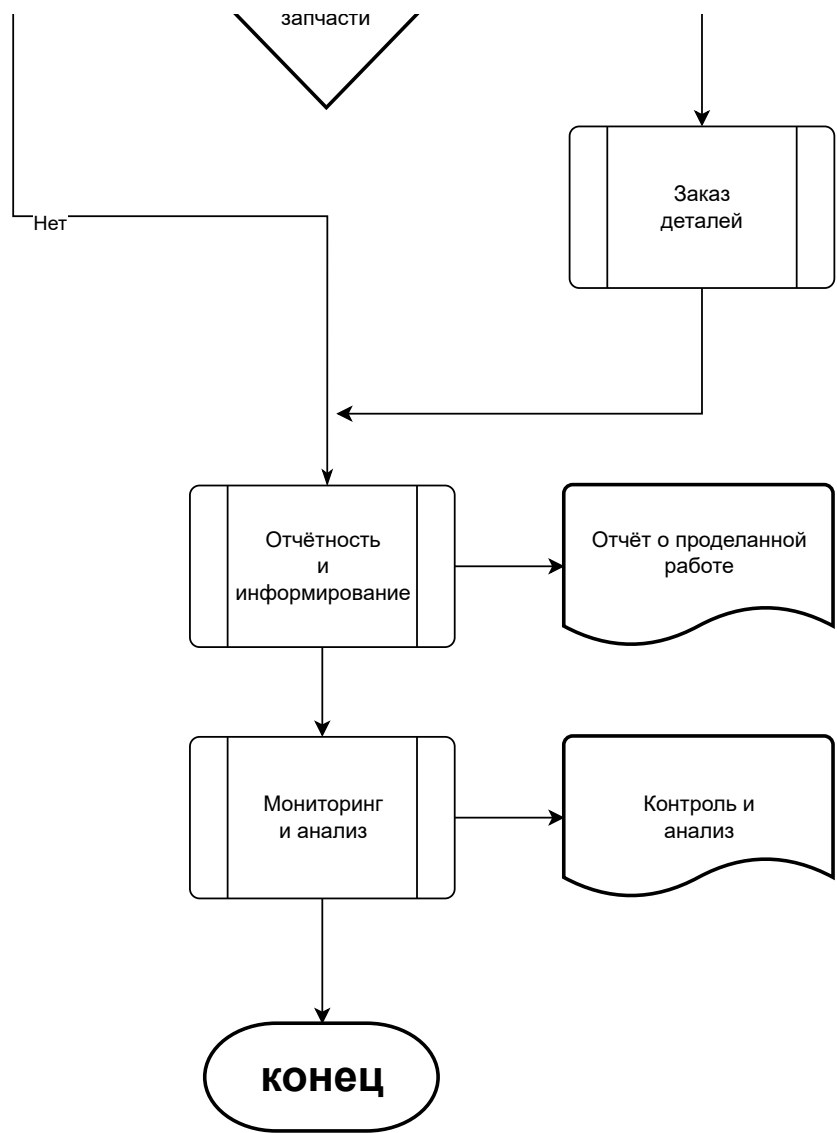 запчасти
Заказ
деталей
Нет
Отчётность
и
информирование
Отчёт о проделанной
работе
Мониторинг
и анализ
Контроль и
анализ
конец